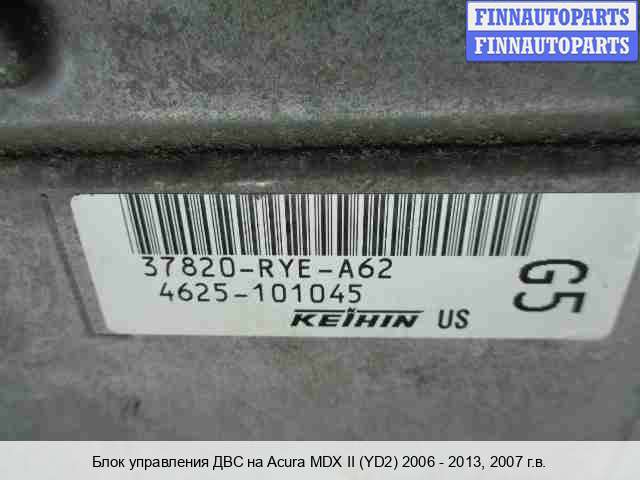 FINNAUTOPARTS
FINNAUTOPARTS
37820-RYE-A62
4625-101045
KEIHIN US
G5
Блок управления ДВС на Acura MDX II (YD2) 2006 - 2013, 2007 г.в.